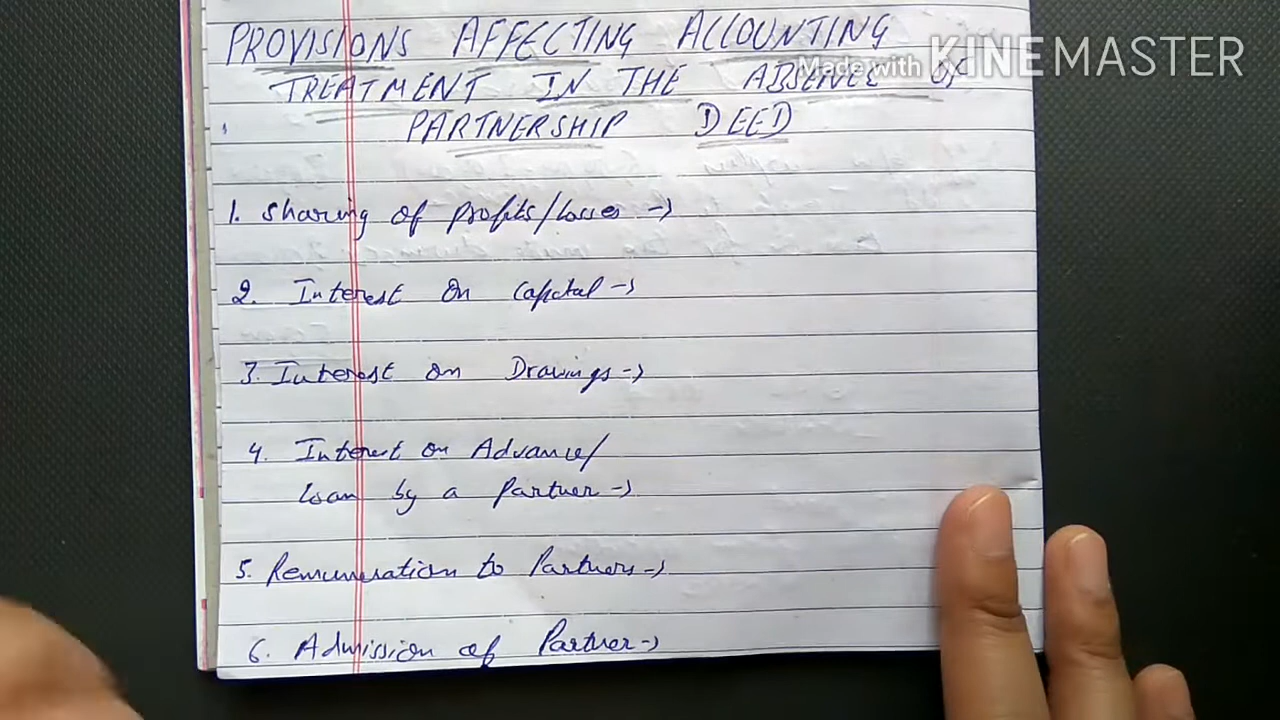 PROVISIONS AFFECTING ACCOUNTING
Made with KINEMASTER
TREATMENT IN THE ABSENCE OF
PARTNERSHIP DEED
1. Sharing of Profits/Losses →
2. Interest On Capital →
3. Interest on Drawings →
4. Interest on Advance/
Loan by a Partner →
5. Remuneration to Partners →
6. Admission of Partner →